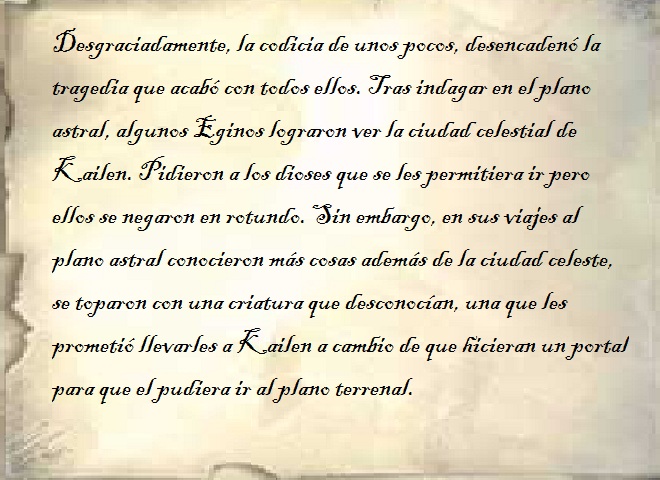 Desgraciadamente, la codicia de unos pocos, desencadenó la
tragedia que acabó con todos ellos. Tras indagar en el plano
astral, algunos Eginos lograron ver la ciudad celestial de
Kailen. Pidieron a los dioses que se les permitiera ir pero
ellos se negaron en rotundo. Sin embargo, en sus viajes al
plano astral conocieron más cosas además de la ciudad celeste,
se toparon con una criatura que desconocían, una que les
prometió llevarles a Kailen a cambio de que hicieran un portal
para que el pudiera ir al plano terrenal.